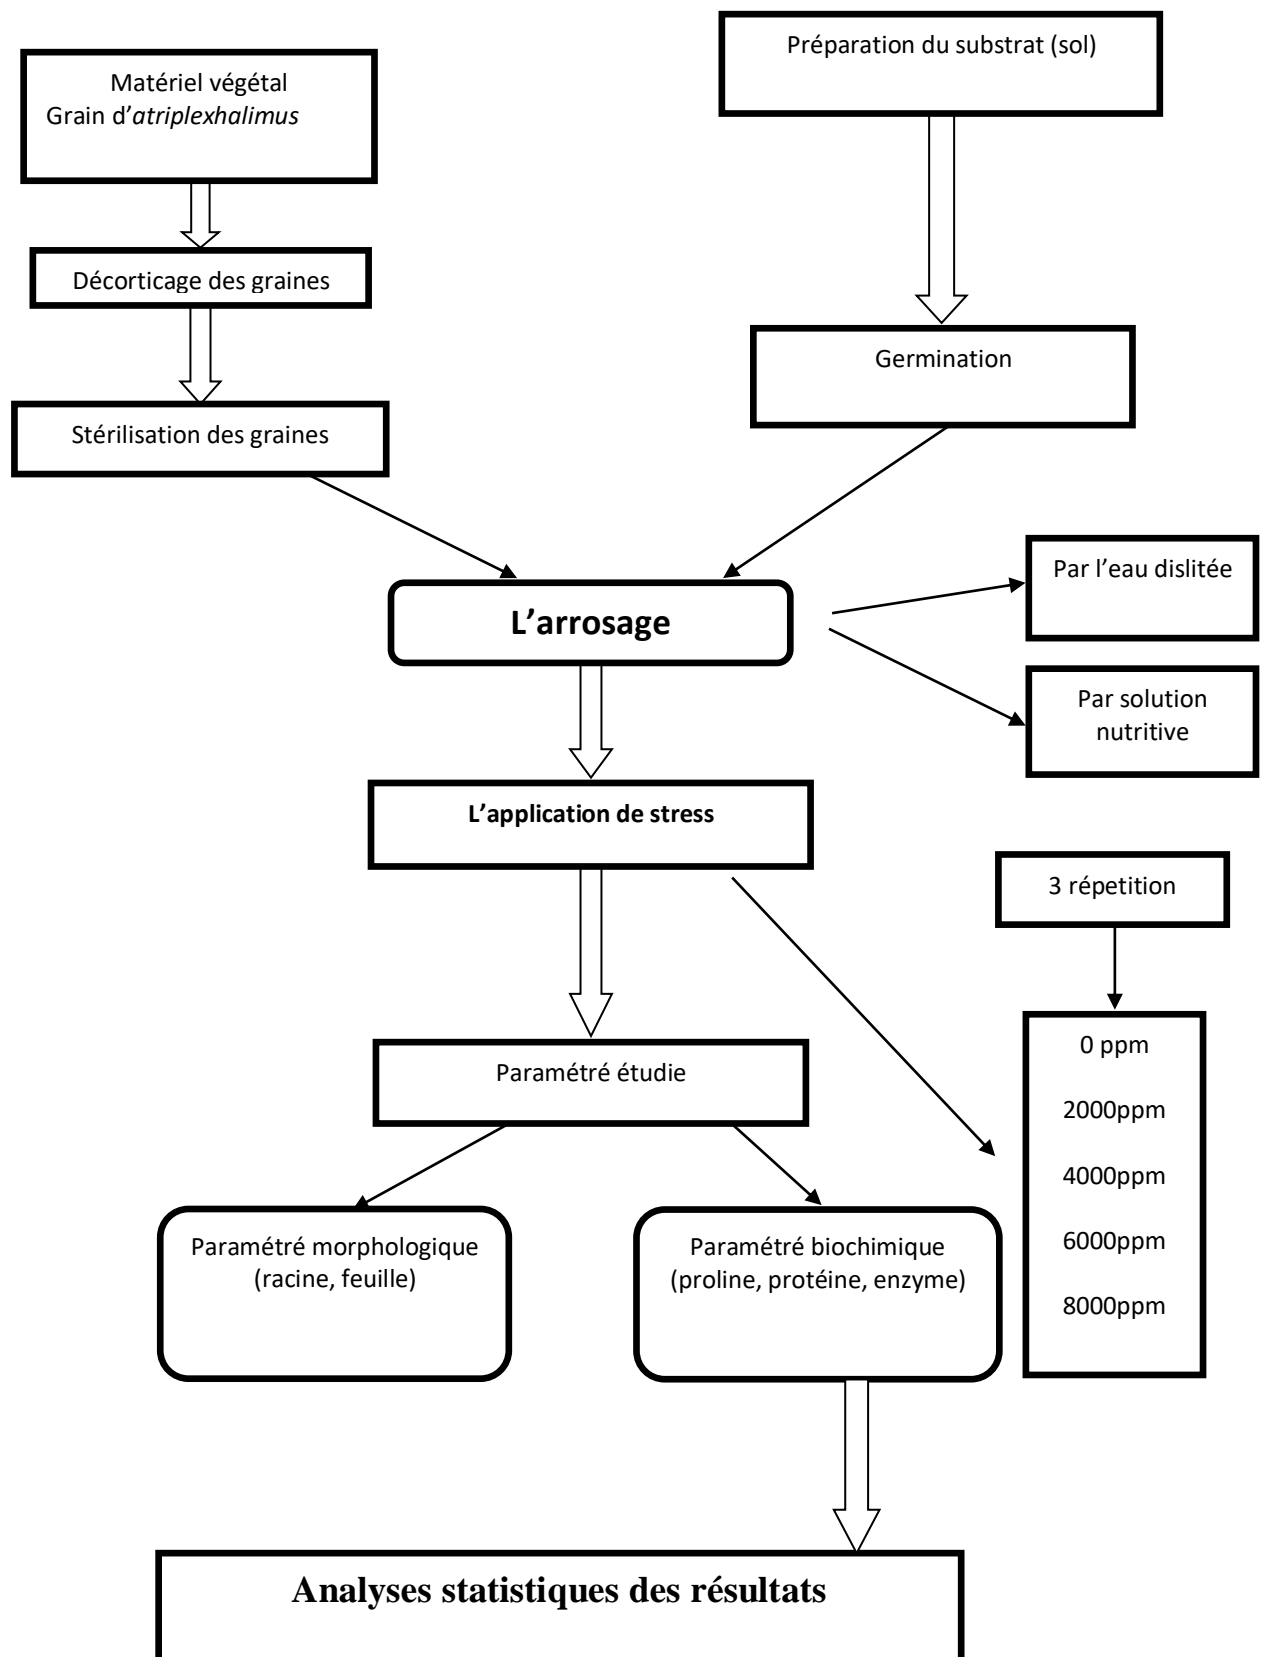 Préparation du substrat (sol)
Matériel végétal
Grain d’atriplexhalimus
Décorticage des graines
Germination
Stérilisation des graines
Par l’eau dislitée
L’arrosage
Par solution
nutritive
L’application de stress
3 répetition
0 ppm
2000ppm
4000ppm
6000ppm
8000ppm
Paramétré étudie
Paramétré morphologique
(racine, feuille)
Paramétré biochimique
(proline, protéine, enzyme)
Analyses statistiques des résultats